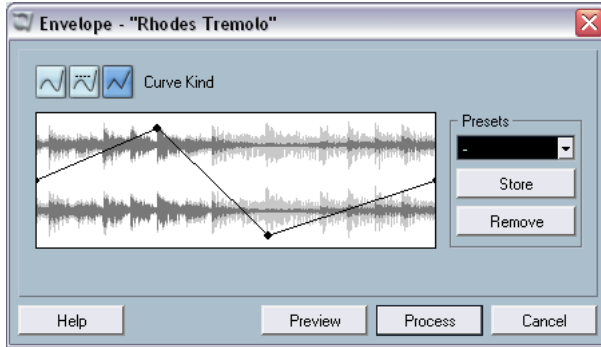 Envelope - "Rhodes Tremolo"
Curve Kind
Presets
-
Store
Remove
Help
Preview
Process
Cancel